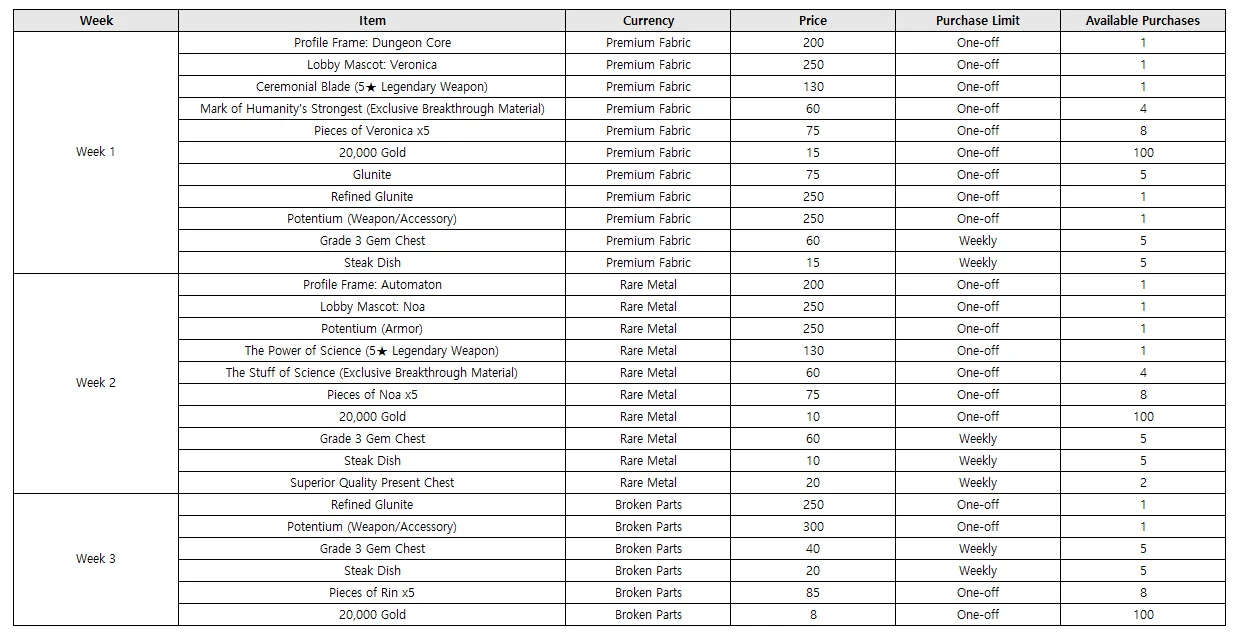 Week Item Currency Price Purchase Limit Available Purchases
Profile Frame: Dungeon Core Premium Fabric 200 One-off 1
Lobby Mascot: Veronica Premium Fabric 250 One-off 1
Ceremonial Blade (5★ Legendary Weapon) Premium Fabric 130 One-off 1
Mark of Humanity's Strongest (Exclusive Breakthrough Material) Premium Fabric 60 One-off 4
Pieces of Veronica x5 Premium Fabric 75 One-off 8
Week 1 20,000 Gold Premium Fabric 15 One-off 100
Glunite Premium Fabric 75 One-off 5
Refined Glunite Premium Fabric 250 One-off 1
Potentium (Weapon/Accessory) Premium Fabric 250 One-off 1
Grade 3 Gem Chest Premium Fabric 60 Weekly 5
Steak Dish Premium Fabric 15 Weekly 5
Profile Frame: Automaton Rare Metal 200 One-off 1
Lobby Mascot: Noa Rare Metal 250 One-off 1
Potentium (Armor) Rare Metal 250 One-off 1
The Power of Science (5★ Legendary Weapon) Rare Metal 130 One-off 1
Week 2 The Stuff of Science (Exclusive Breakthrough Material) Rare Metal 60 One-off 4
Pieces of Noa x5 Rare Metal 75 One-off 8
20,000 Gold Rare Metal 10 One-off 100
Grade 3 Gem Chest Rare Metal 60 Weekly 5
Steak Dish Rare Metal 10 Weekly 5
Superior Quality Present Chest Rare Metal 20 Weekly 2
Refined Glunite Broken Parts 250 One-off 1
Potentium (Weapon/Accessory) Broken Parts 300 One-off 1
Week 3 Grade 3 Gem Chest Broken Parts 40 Weekly 5
Steak Dish Broken Parts 20 Weekly 5
Pieces of Rin x5 Broken Parts 85 One-off 8
20,000 Gold Broken Parts 8 One-off 100